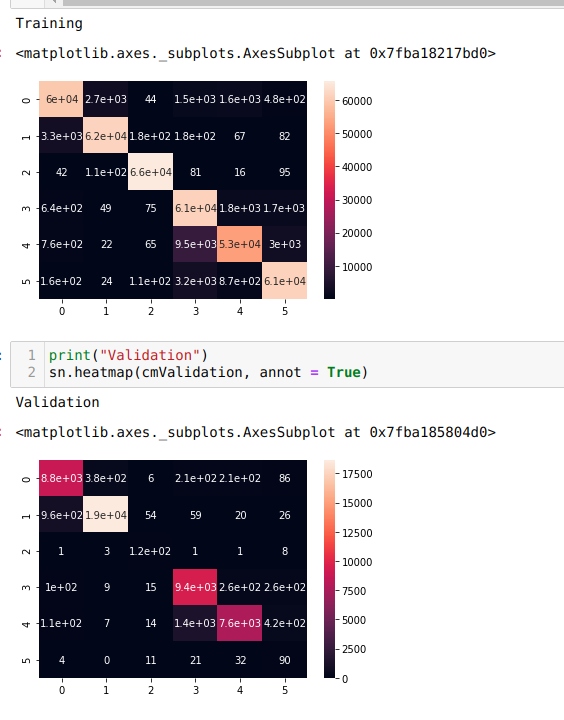 Training
<matplotlib.axes._subplots.AxesSubplot at 0x7fba18217bd0>
0 6e+04 2.7e+03 44 1.5e+03 1.6e+03 4.8e+02
1 3.3e+03 6.2e+04 1.8e+02 1.8e+02 67 82
2 42 1.1e+02 6.6e+04 81 16 95
3 6.4e+02 49 75 6.1e+04 1.8e+03 1.7e+03
4 7.6e+02 22 65 9.5e+03 5.3e+04 3e+03
5 1.6e+02 24 1.1e+02 3.2e+03 8.7e+02 6.1e+04
0 1 2 3 4 5
60000
50000
40000
30000
20000
10000
1 print("Validation")
2 sn.heatmap(cmValidation, annot = True)
Validation
<matplotlib.axes._subplots.AxesSubplot at 0x7fba185804d0>
0 8.8e+03 3.8e+02 6 2.1e+02 2.1e+02 86
1 9.6e+02 1.9e+04 54 59 20 26
2 1 3 1.2e+02 1 1 8
3 1e+02 9 15 9.4e+03 2.6e+02 2.6e+02
4 1.1e+02 7 14 1.4e+03 7.6e+03 4.2e+02
5 4 0 11 21 32 90
0 1 2 3 4 5
17500
15000
12500
10000
7500
5000
2500
0